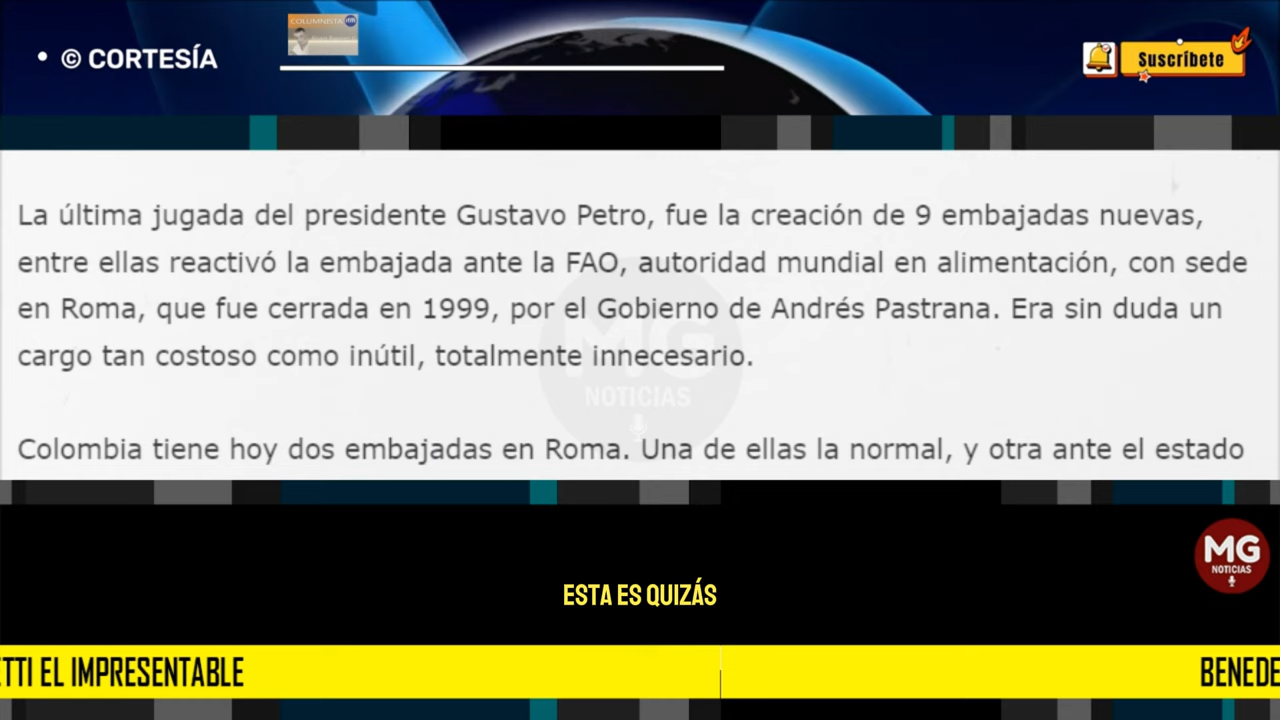 • © CORTESÍA
COLUMNISTA
Suscríbete
La última jugada del presidente Gustavo Petro, fue la creación de 9 embajadas nuevas,
entre ellas reactivó la embajada ante la FAO, autoridad mundial en alimentación, con sede
en Roma, que fue cerrada en 1999, por el Gobierno de Andrés Pastrana. Era sin duda un
cargo tan costoso como inútil, totalmente innecesario.
MG
NOTICIAS
Colombia tiene hoy dos embajadas en Roma. Una de ellas la normal, y otra ante el estado
MG
NOTICIAS
ESTA ES QUIZÁS
ETTI EL IMPRESENTABLE
BENEDE